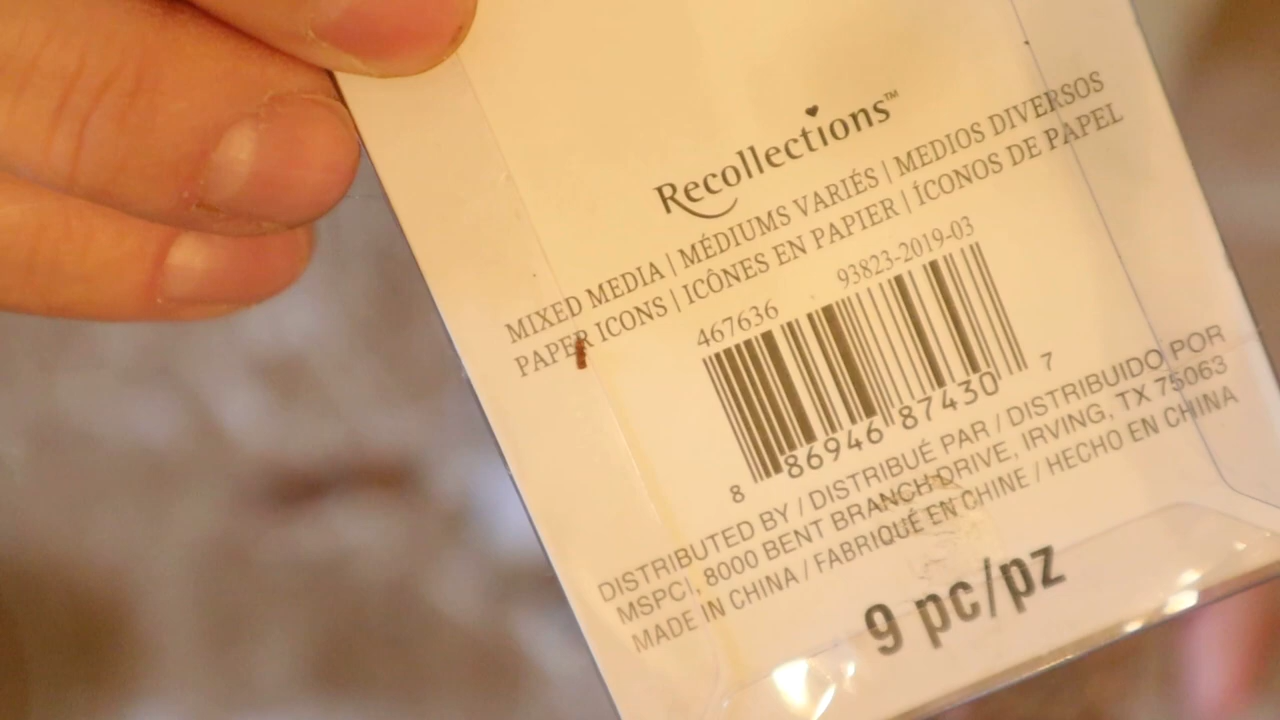 Recollections™
MIXED MEDIA | MÉDIUMS VARIÉS | MEDIOS DIVERSOS
PAPER ICONS | ICÔNES EN PAPIER | ÍCONOS DE PAPEL
467636 93823-2019-03
8 86946 87430 7
DISTRIBUTED BY / DISTRIBUÉ PAR / DISTRIBUIDO POR
MSPCI, 8000 BENT BRANCH DRIVE, IRVING, TX 75063
MADE IN CHINA / FABRIQUÉ EN CHINE / HECHO EN CHINA
9 pc/pz